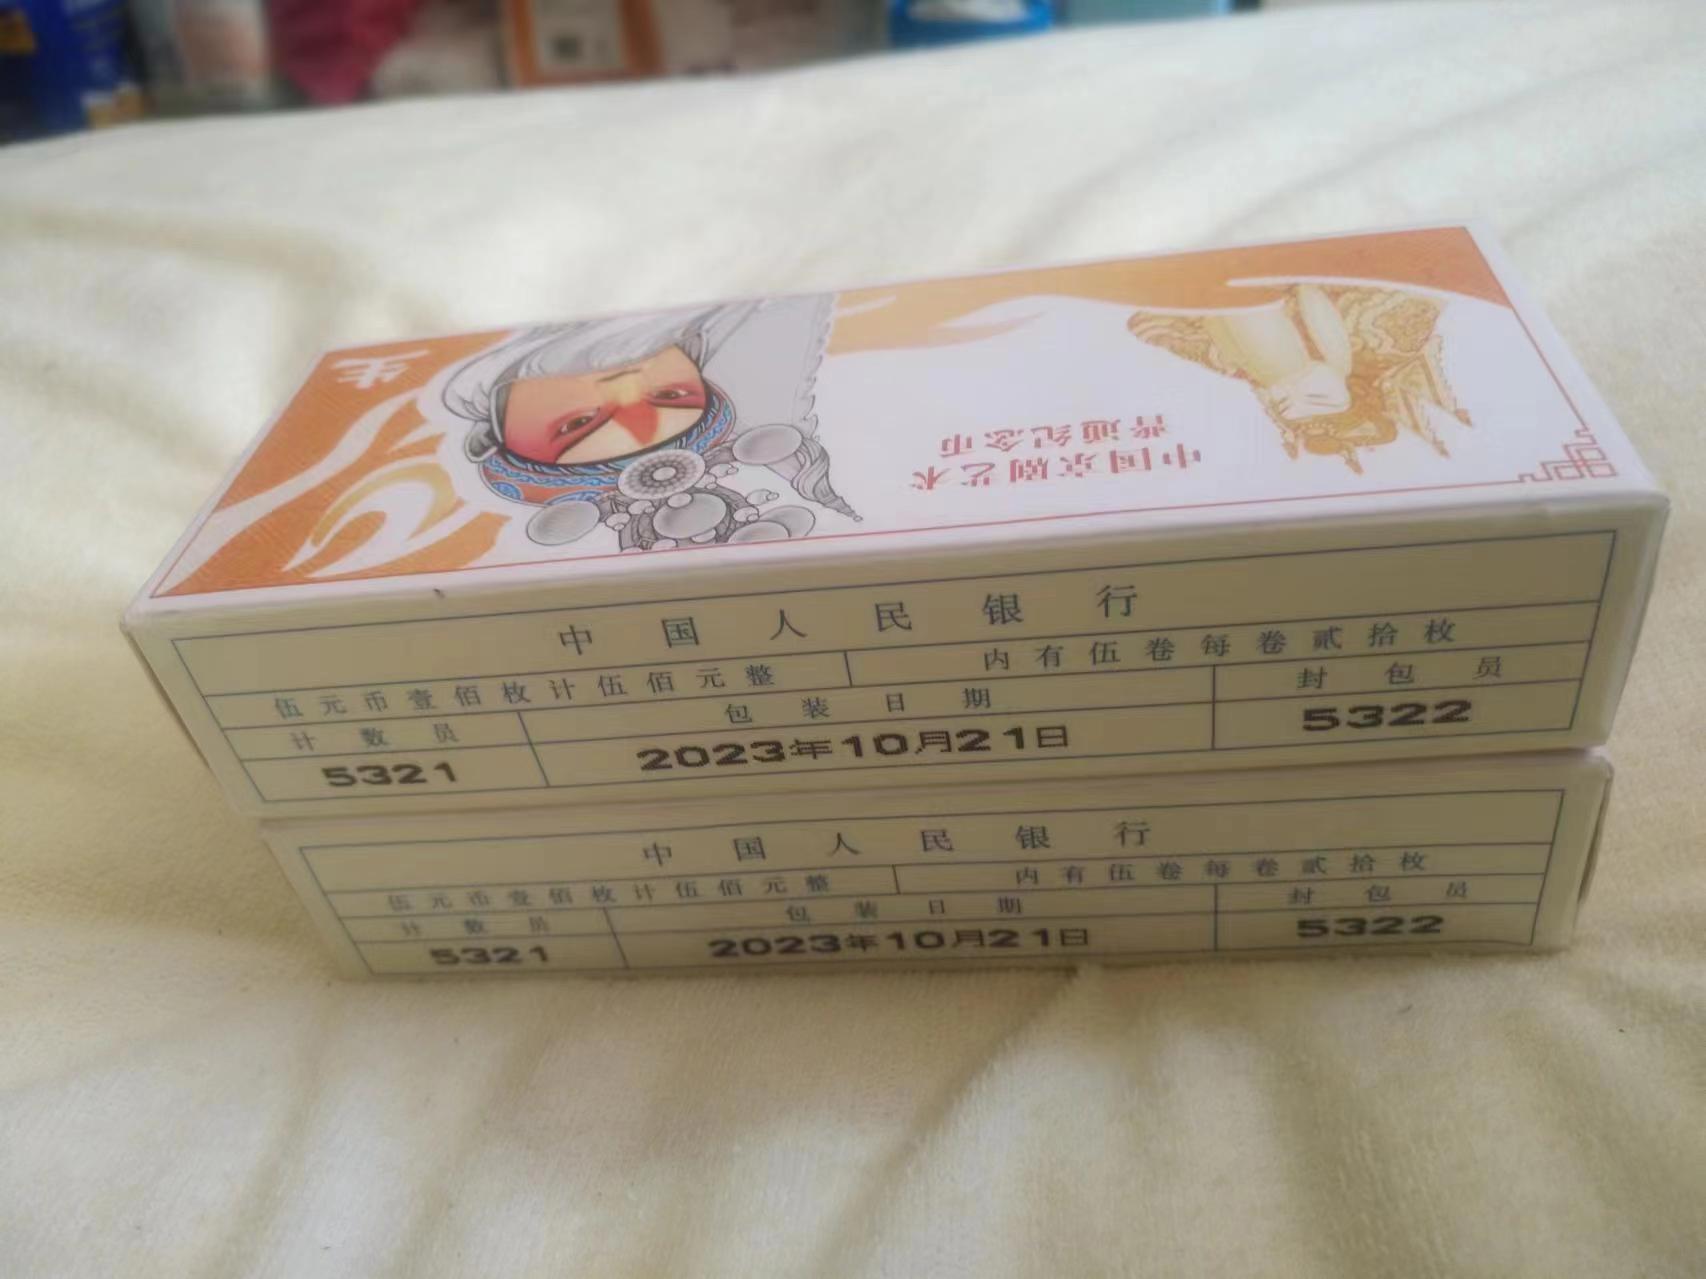 生
中国京剧艺术
普通纪念币
中国人民银行
伍元币壹佰枚计伍佰元整 内有伍卷每卷贰拾枚
计数员 包装日期 封包员
5321 2023年10月21日 5322
中国人民银行
伍元币壹佰枚计伍佰元整 内有伍卷每卷贰拾枚
计数员 包装日期 封包员
5321 2023年10月21日 5322